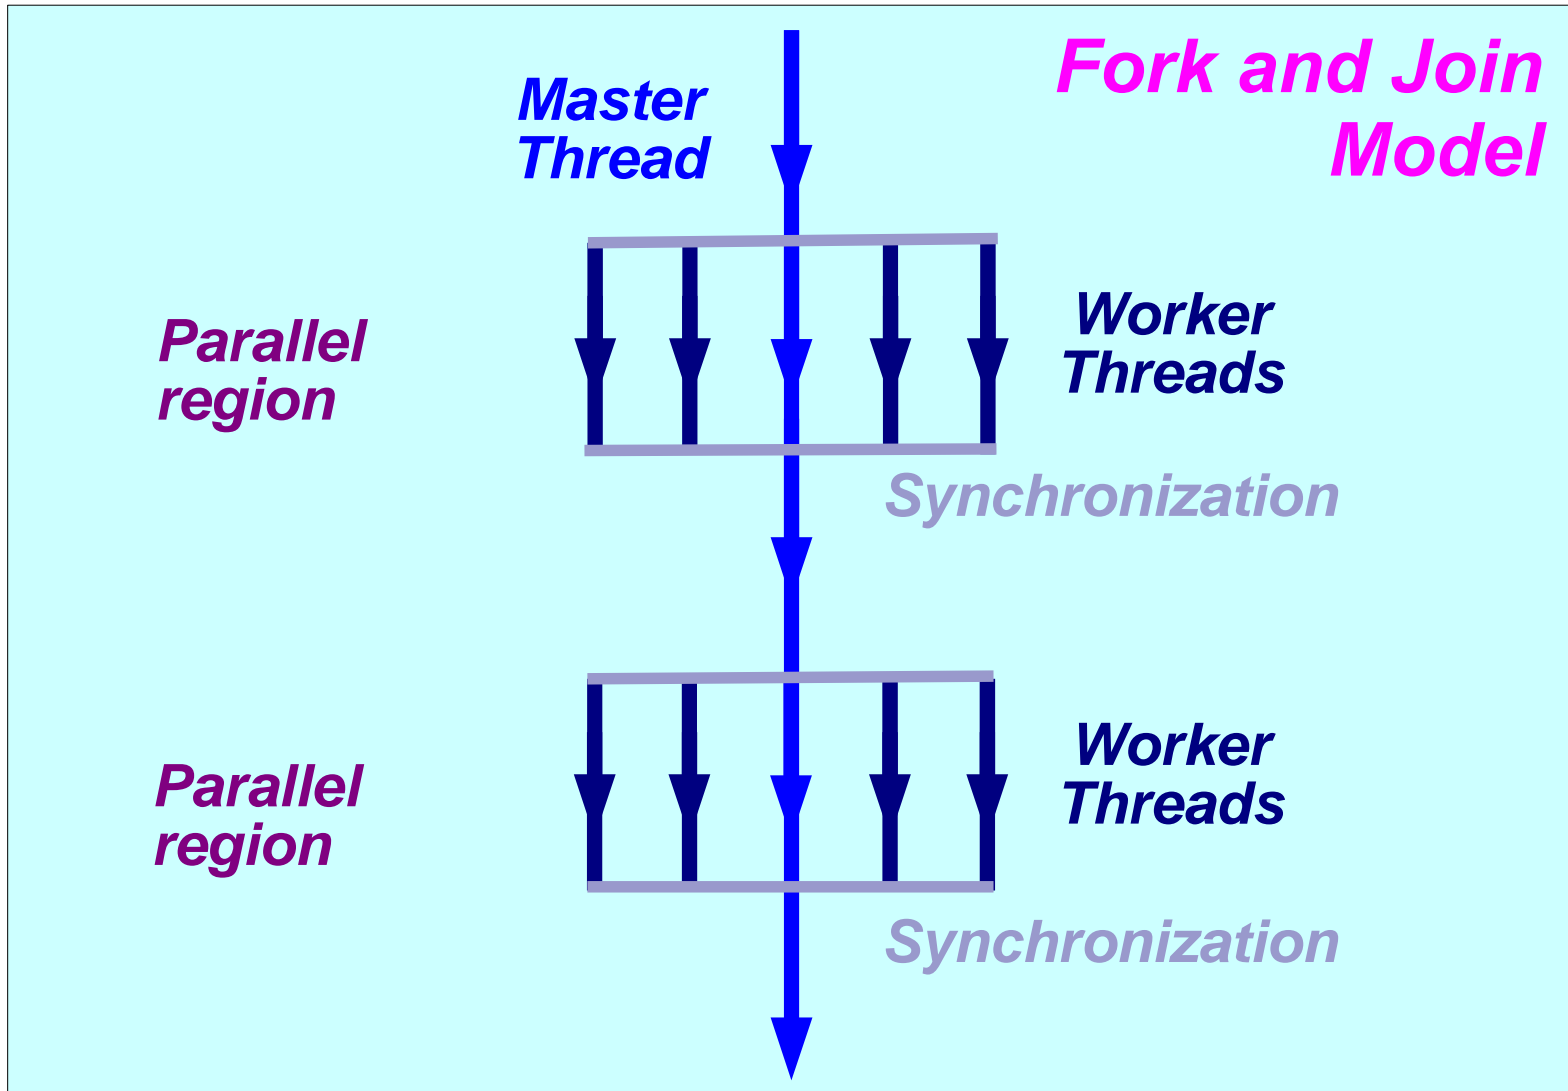 Fork and Join
Model
Master
Thread
Parallel
region
Worker
Threads
Synchronization
Parallel
region
Worker
Threads
Synchronization